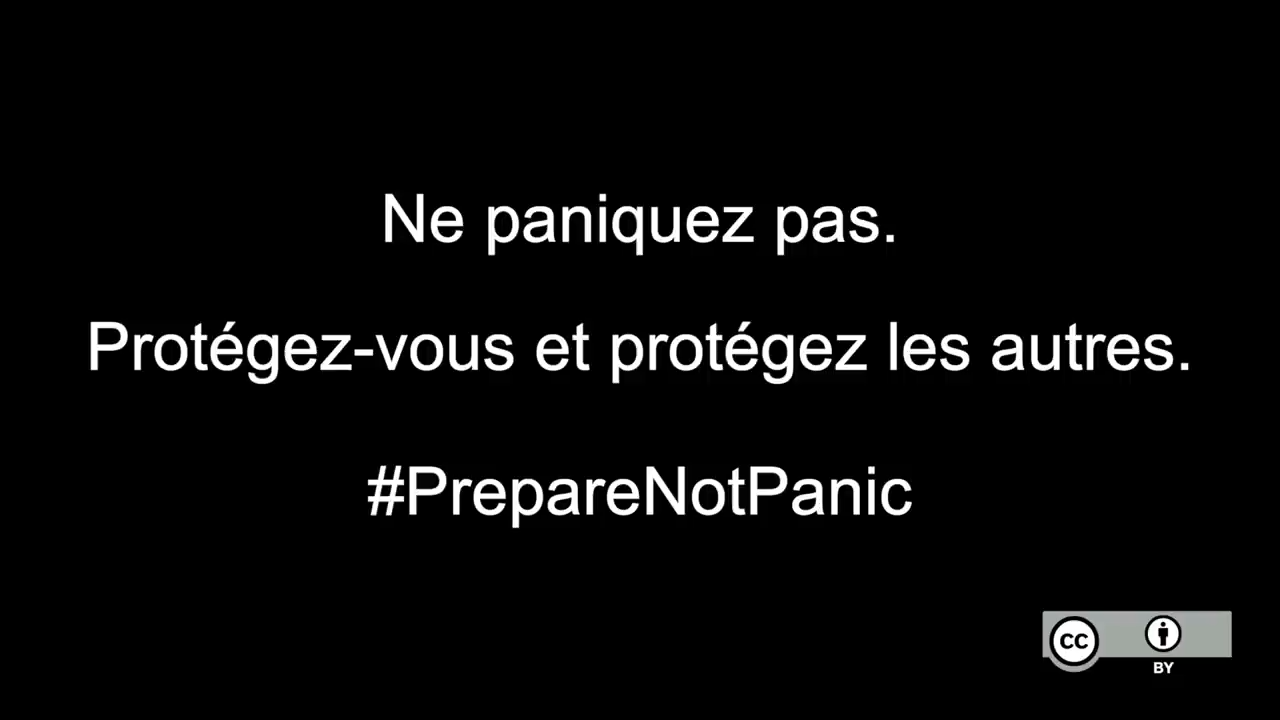 Ne paniquez pas.
Protégez-vous et protégez les autres.
#PrepareNotPanic
cc
BY